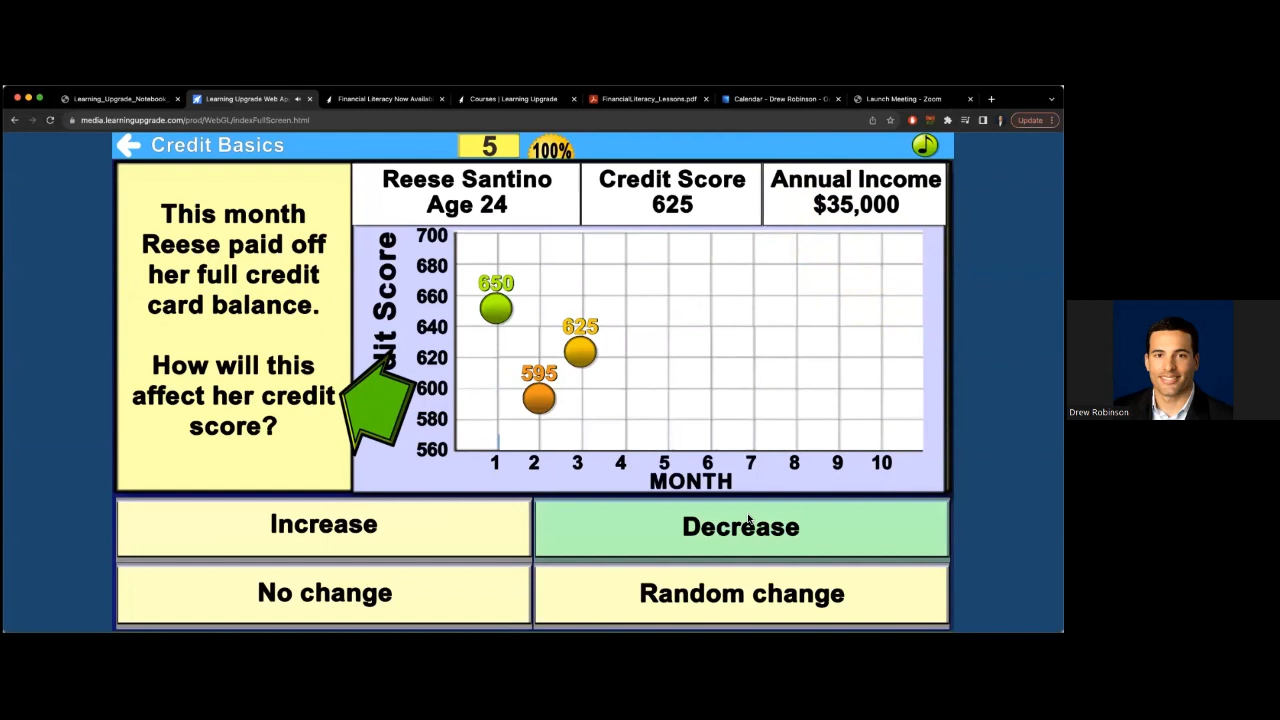 Learning_Upgrade_Notebook
Learning Upgrade Web Ap
Financial Literacy Now Availab
Courses | Learning Upgrade
FinancialLiteracy_Lessons.pdf
Calendar - Drew Robinson - O
Launch Meeting - Zoom
media.learningupgrade.com/prod/WebGL/indexFullScreen.html
Update
Credit Basics
5
100%
This month
Reese paid off
her full credit
card balance.
How will this
affect her credit
score?
Reese Santino
Age 24
Credit Score
625
Annual Income
$35,000
dit Score
700
680
660
640
620
600
580
560
650
595
625
1 2 3 4 5 6 7 8 9 10
MONTH
Increase
Decrease
No change
Random change
Drew Robinson